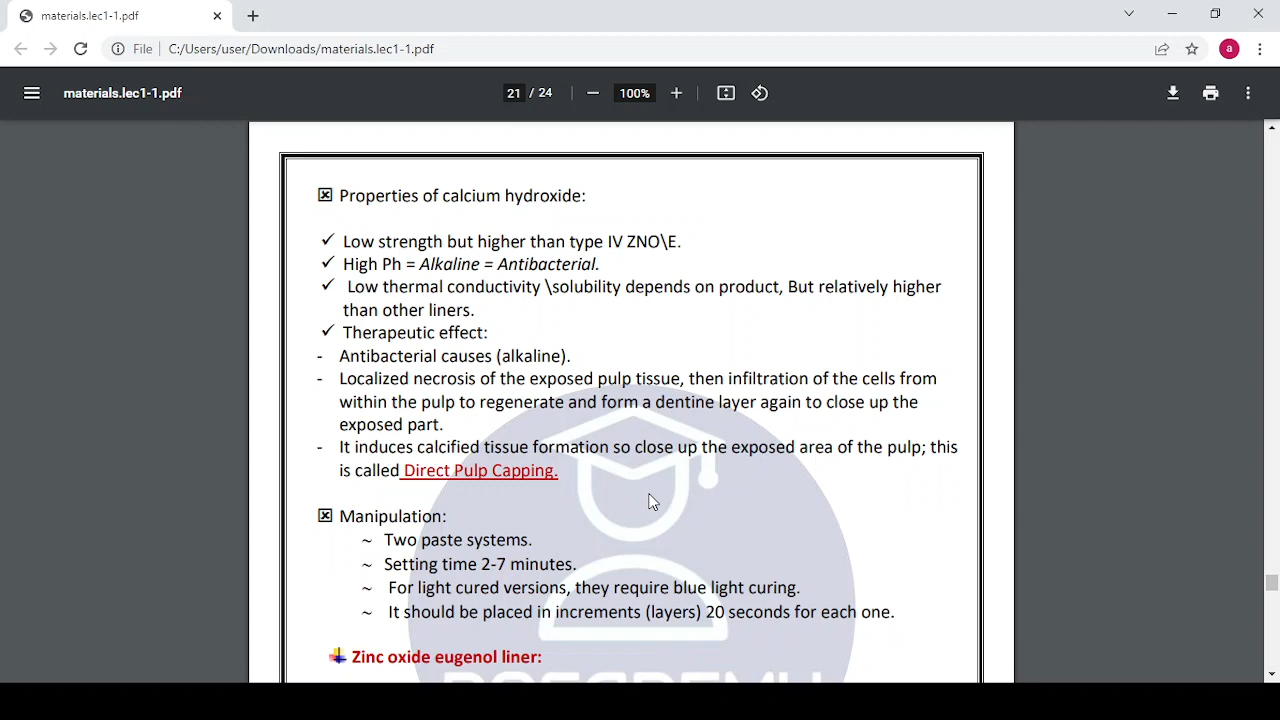 materials.lec1-1.pdf
File C:/Users/user/Downloads/materials.lec1-1.pdf
a
materials.lec1-1.pdf
21 / 24
100%
Properties of calcium hydroxide:
Low strength but higher than type IV ZNO\E.
High Ph = Alkaline = Antibacterial.
Low thermal conductivity \solubility depends on product, But relatively higher
than other liners.
Therapeutic effect:
- Antibacterial causes (alkaline).
- Localized necrosis of the exposed pulp tissue, then infiltration of the cells from
within the pulp to regenerate and form a dentine layer again to close up the
exposed part.
- It induces calcified tissue formation so close up the exposed area of the pulp; this
is called Direct Pulp Capping.
Manipulation:
~ Two paste systems.
~ Setting time 2-7 minutes.
~ For light cured versions, they require blue light curing.
~ It should be placed in increments (layers) 20 seconds for each one.
Zinc oxide eugenol liner: